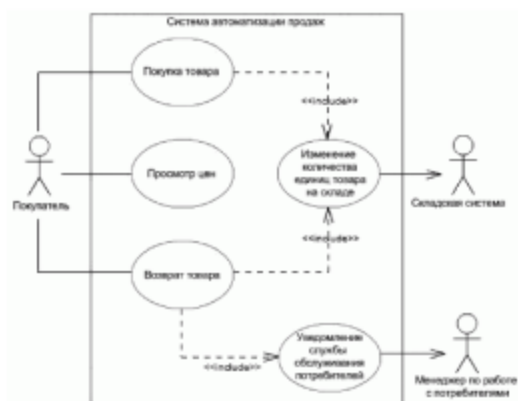 Система автоматизации продаж
Покупка товара
<<include>>
Просмотр цен
Изменение
количества
единиц товара
на складе
Покупатель
Складская система
<<include>>
Возврат товара
Уведомление
службы
обслуживания
потребителей
<<include>>
Менеджер по работе
с потребителями